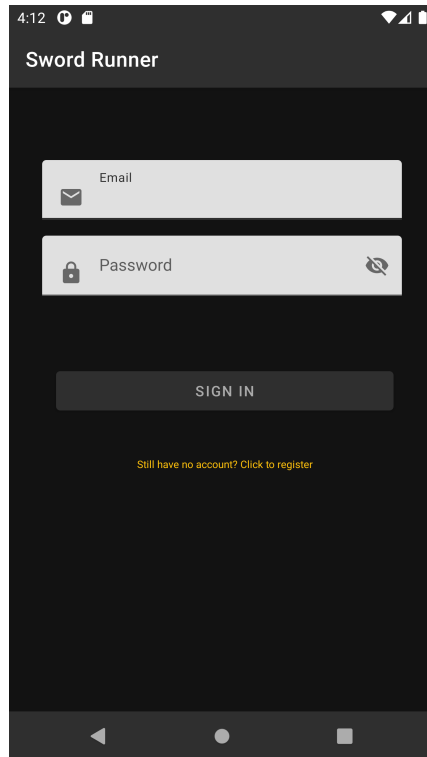 4:12
Sword Runner
Email
Password
SIGN IN
Still have no account? Click to register